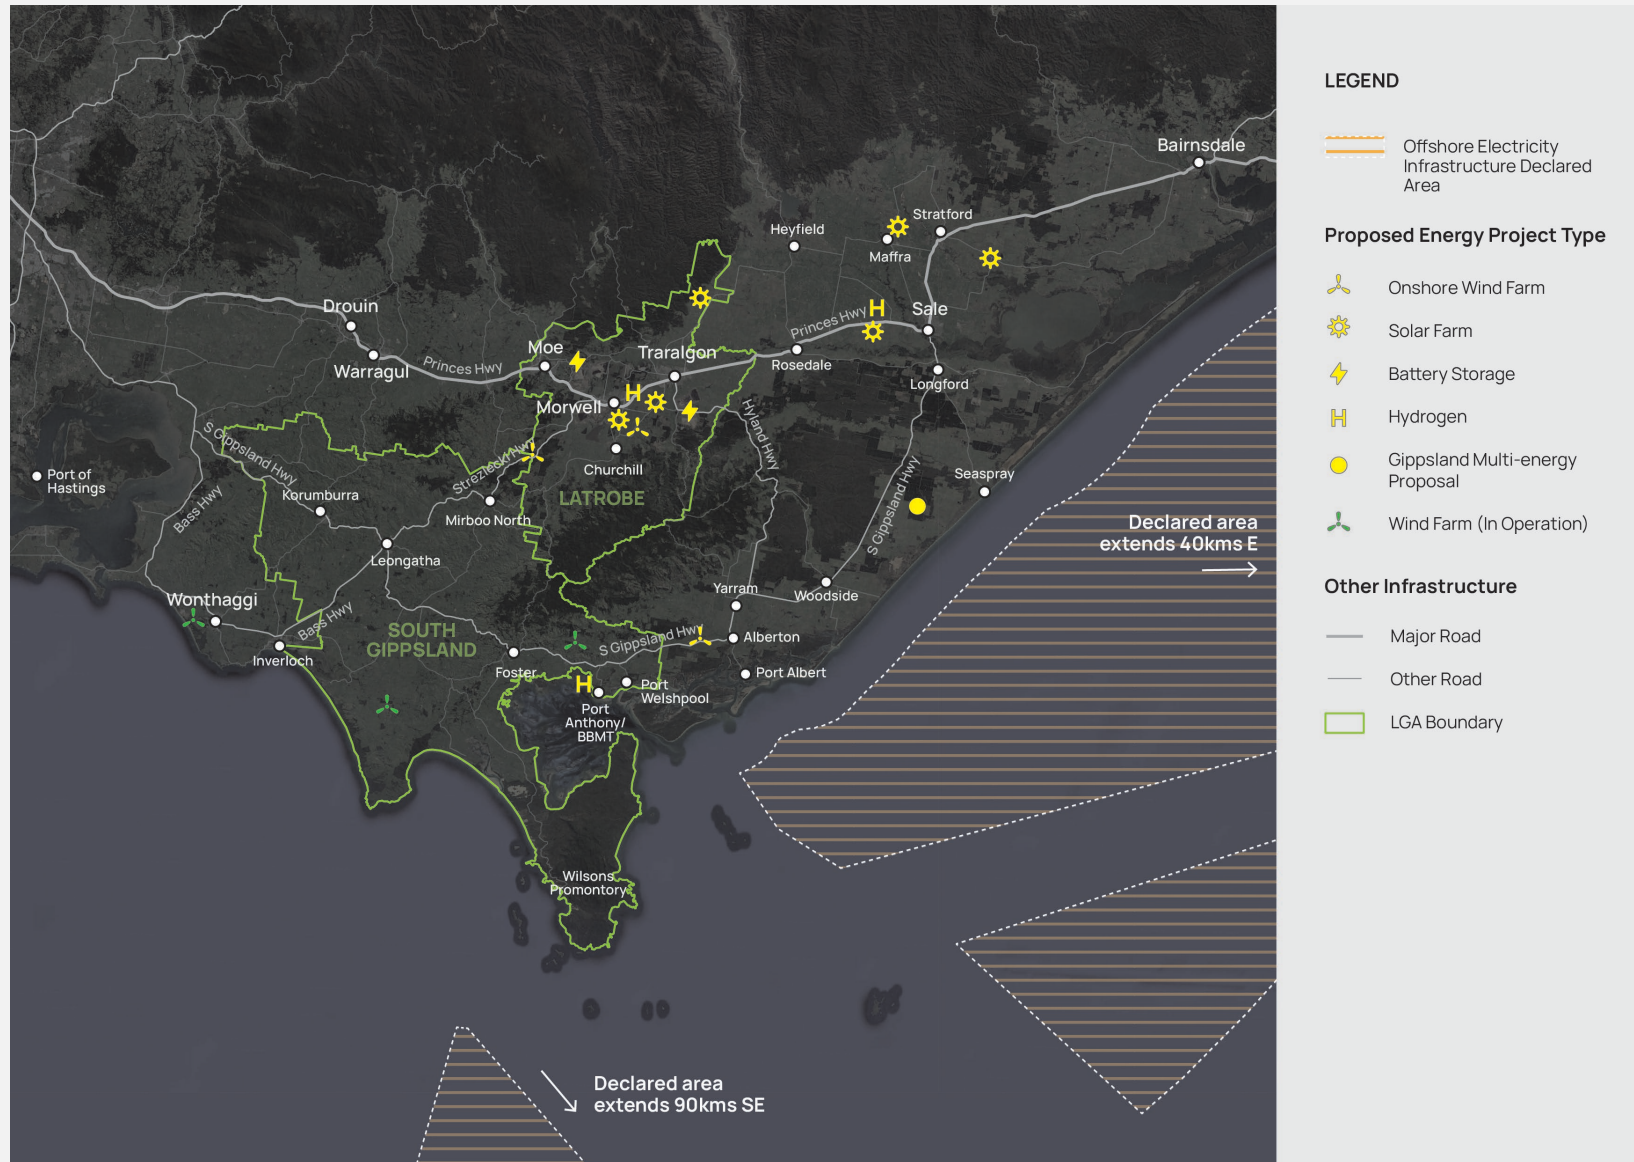 Bairnsdale
Stratford
Heyfield
Maffra
Drouin
Sale
Princes Hwy
Moe
Traralgon
Rosedale
Princes Hwy
Warragul
Longford
Morwell
Hyland Hwy
S Gippsland Hwy
Strezlecki Hwy
Churchill
Seaspray
Port of
Hastings
Korumburra
LATROBE
Bass Hwy
Mirboo North
S Gippsland Hwy
Declared area
extends 40kms E
Leongatha
Yarram
Woodside
Wonthaggi
Bass Hwy
SOUTH
GIPPSLAND
S Gippsland Hwy
Alberton
Inverloch
Foster
Port Albert
Port
Welshpool
Port
Anthony/
BBMT
Wilsons
Promontory
Declared area
extends 90kms SE
H
H
H
LEGEND
Offshore Electricity
Infrastructure Declared
Area
Proposed Energy Project Type
Onshore Wind Farm
Solar Farm
Battery Storage
H Hydrogen
Gippsland Multi-energy
Proposal
Wind Farm (In Operation)
Other Infrastructure
Major Road
Other Road
LGA Boundary